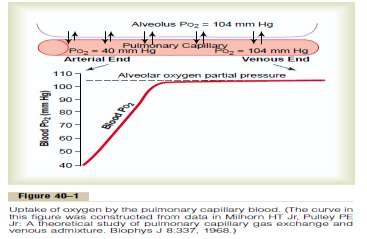 Alveolus PO2 = 104 mm Hg
Pulmonary Capillary
PO2 = 40 mm Hg
PO2 = 104 mm Hg
Arterial End
Venous End
Alveolar oxygen partial pressure
Blood PO2 (mm Hg)
110
100
90
80
70
60
50
40
Blood PO2
Figure 40–1
Uptake of oxygen by the pulmonary capillary blood. (The curve in
this figure was constructed from data in Milhorn HT Jr, Pulley PE
Jr: A theoretical study of pulmonary capillary gas exchange and
venous admixture. Biophys J 8:337, 1968.)